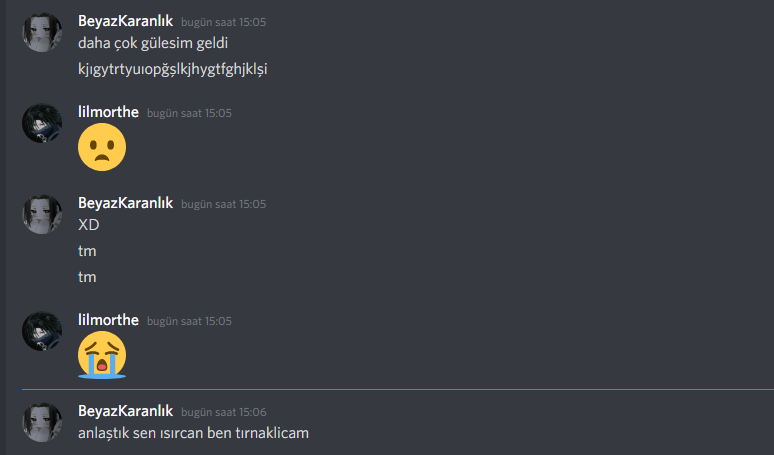 BeyazKaranlık bugün saat 15:05
daha çok gülesim geldi
kjıgytrtyuıopğşlkjhygtfghjklşi
lilmorthe bugün saat 15:05
BeyazKaranlık bugün saat 15:05
XD
tm
tm
lilmorthe bugün saat 15:05
BeyazKaranlık bugün saat 15:06
anlaştık sen ısırcan ben tırnaklicam